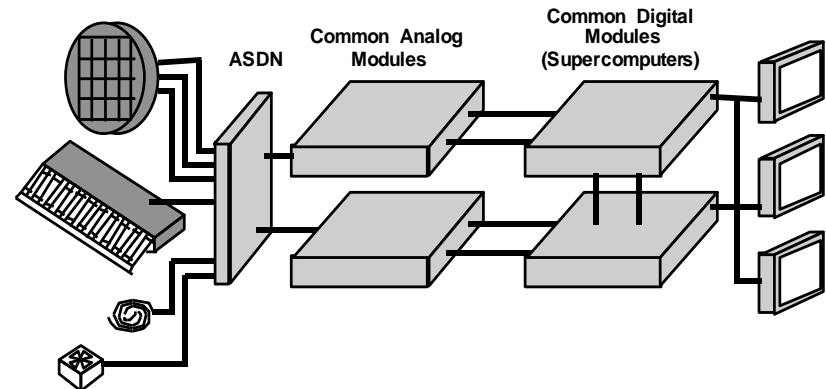 ASDN
Common Analog
Modules
Common Digital
Modules
(Supercomputers)